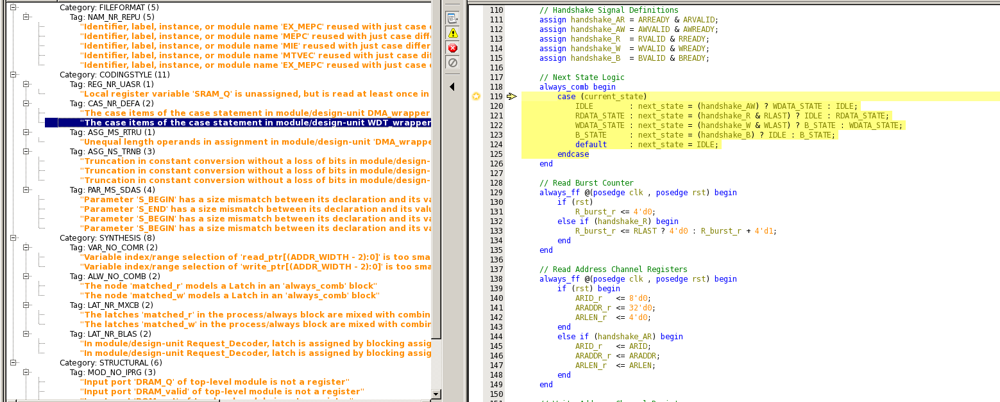 Category: FILEFORMAT (5)
Tag: NAM_NR_REPU (5)
"Identifier, label, instance, or module name 'EX_MEPC' reused with just case
"Identifier, label, instance, or module name 'MEPC' reused with just case diff
"Identifier, label, instance, or module name 'MIE' reused with just case differ
"Identifier, label, instance, or module name 'MTVEC' reused with just case dif
"Identifier, label, instance, or module name 'EX_MEPC' reused with just case
Category: CODINGSTYLE (11)
Tag: REG_NR_UASR (1)
"Local register variable 'SRAM_Q' is unassigned, but is read at least once in
Tag: CAS_NR_DEFA (2)
"The case items of the case statement in module/design-unit DMA_wrapper
"The case items of the case statement in module/design-unit WDT_wrapper
Tag: ASG_MS_RTRU (1)
"Unequal length operands in assignment in module/design-unit 'DMA_wrappe
Tag: ASG_NS_TRNB (3)
"Truncation in constant conversion without a loss of bits in module/design-
"Truncation in constant conversion without a loss of bits in module/design-
"Truncation in constant conversion without a loss of bits in module/design-
Tag: PAR_MS_SDAS (4)
"Parameter 'S_BEGIN' has a size mismatch between its declaration and its va
"Parameter 'S_END' has a size mismatch between its declaration and its valu
"Parameter 'S_BEGIN' has a size mismatch between its declaration and its va
"Parameter 'S_BEGIN' has a size mismatch between its declaration and its va
Category: SYNTHESIS (8)
Tag: VAR_NO_COMR (2)
"Variable index/range selection of 'read_ptr[(ADDR_WIDTH - 2):0]' is too sma
"Variable index/range selection of 'write_ptr[(ADDR_WIDTH - 2):0]' is too sma
Tag: ALW_NO_COMB (2)
"The node 'matched_r' models a Latch in an 'always_comb' block"
"The node 'matched_w' models a Latch in an 'always_comb' block"
Tag: LAT_NR_MXCB (2)
"The latches 'matched_r' in the process/always block are mixed with combin
"The latches 'matched_w' in the process/always block are mixed with combin
Tag: LAT_NR_BLAS (2)
"In module/design-unit Request_Decoder, latch is assigned by blocking assig
"In module/design-unit Request_Decoder, latch is assigned by blocking assig
Category: STRUCTURAL (6)
Tag: MOD_NO_IPRG (3)
"Input port 'DRAM_Q' of top-level module is not a register"
"Input port 'DRAM_valid' of top-level module is not a register"
110 // Handshake Signal Definitions
111 assign handshake_AR = ARREADY & ARVALID;
112 assign handshake_AW = AWVALID & AWREADY;
113 assign handshake_R  = RVALID & RREADY;
114 assign handshake_W  = WVALID & WREADY;
115 assign handshake_B  = BVALID & BREADY;
116
117 // Next State Logic
118 always_comb begin
119 case (current_state)
120 IDLE        : next_state = (handshake_AW) ? WDATA_STATE : IDLE;
121 RDATA_STATE : next_state = (handshake_R & RLAST) ? IDLE : RDATA_STATE;
122 WDATA_STATE : next_state = (handshake_W & WLAST) ? B_STATE : WDATA_STATE;
123 B_STATE     : next_state = (handshake_B) ? IDLE : B_STATE;
124 default     : next_state = IDLE;
125 endcase
126 end
127
128 // Read Burst Counter
129 always_ff @(posedge clk , posedge rst) begin
130 if (rst)
131 R_burst_r <= 4'd0;
132 else if (handshake_R) begin
133 R_burst_r <= RLAST ? 4'd0 : R_burst_r + 4'd1;
134 end
135 end
136
137 // Read Address Channel Registers
138 always_ff @(posedge clk , posedge rst) begin
139 if (rst) begin
140 ARID_r   <= 8'd0;
141 ARADDR_r <= 32'd0;
142 ARLEN_r  <= 4'd0;
143 end
144 else if (handshake_AR) begin
145 ARID_r   <= ARID;
146 ARADDR_r <= ARADDR;
147 ARLEN_r  <= ARLEN;
148 end
149 end
150